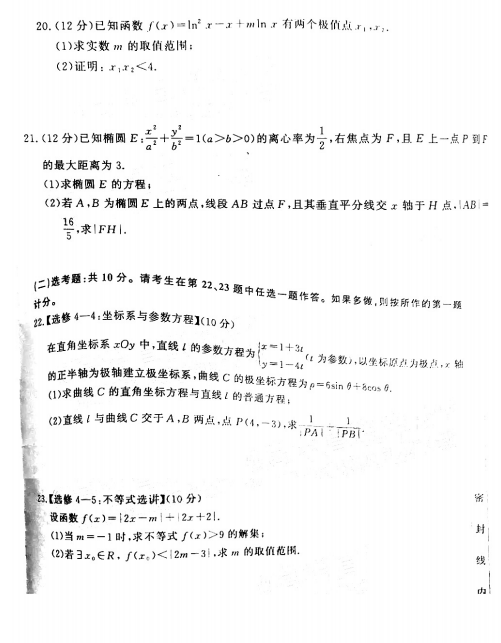 20.(12 分)已知函数 f(x)=ln² x-x+mln x 有两个极值点 x₁,x₂.
(1)求实数 m 的取值范围;
(2)证明:x₁x₂<4.
21.(12 分)已知椭圆 E:x²/a²+y²/b²=1(a>b>0)的离心率为1/2,右焦点为 F,且 E 上一点 P 到 F
的最大距离为 3.
(1)求椭圆 E 的方程;
(2)若 A,B 为椭圆 E 上的两点,线段 AB 过点 F,且其垂直平分线交 x 轴于 H 点,|AB|=
16/5,求|FH|.
(二)选考题:共 10 分。请考生在第 22、23 题中任选一题作答。如果多做,则按所作的第一题
计分。
22.【选修 4—4:坐标系与参数方程】(10 分)
在直角坐标系 xOy 中,直线 l 的参数方程为{x=1+3t y=1-4t (t 为参数),以坐标原点为极点,x 轴
的正半轴为极轴建立极坐标系,曲线 C 的极坐标方程为 ρ=6sin θ+8cos θ.
(1)求曲线 C 的直角坐标方程与直线 l 的普通方程;
(2)直线 l 与曲线 C 交于 A,B 两点,点 P(4,-3),求 1/|PA| 1/|PB|.
23.【选修 4—5:不等式选讲】(10 分)
设函数 f(x)=|2x-m|+|2x+2|.
(1)当 m=-1 时,求不等式 f(x)>9 的解集;
(2)若∃x₀∈R, f(x₀)<|2m-3|,求 m 的取值范围.
密
封
线
内